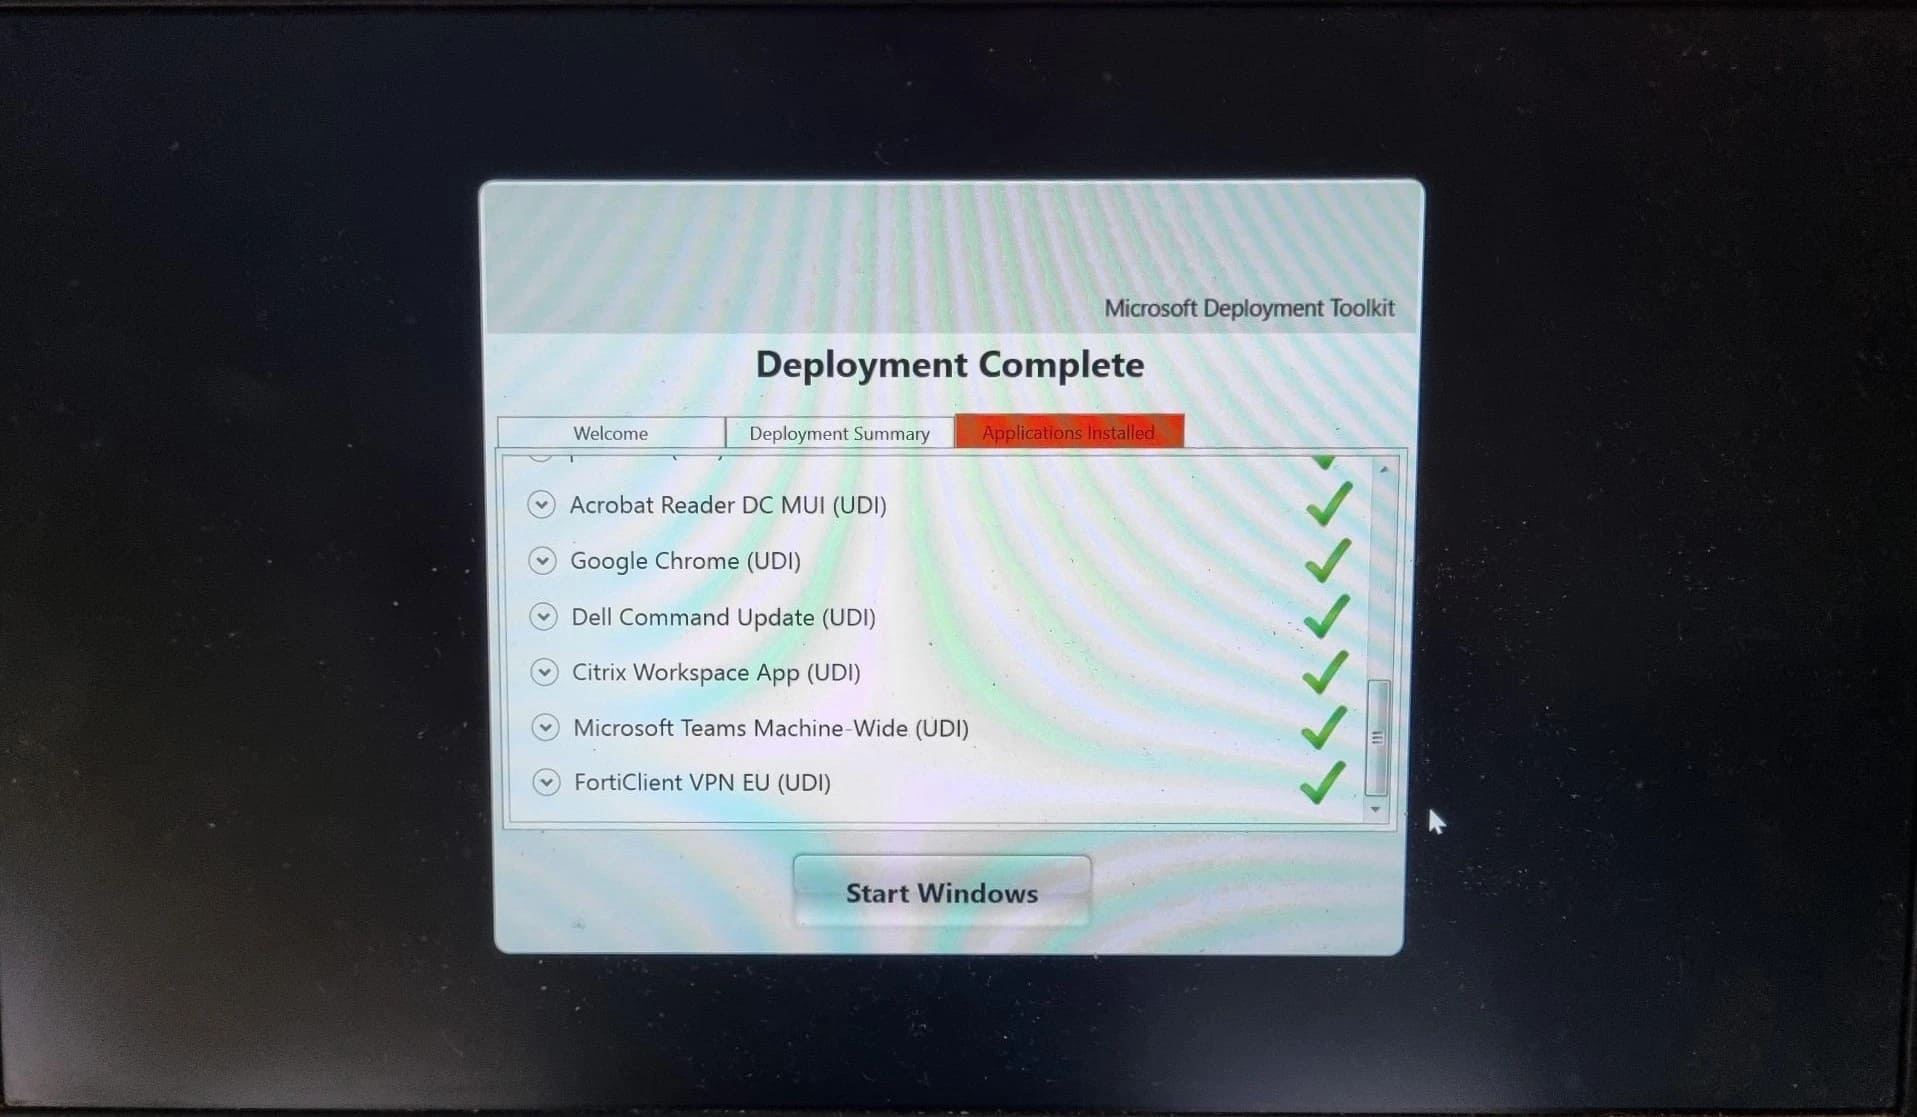 Microsoft Deployment Toolkit
Deployment Complete
Welcome
Deployment Summary
Applications Installed
Acrobat Reader DC MUI (UDI)
Google Chrome (UDI)
Dell Command Update (UDI)
Citrix Workspace App (UDI)
Microsoft Teams Machine-Wide (UDI)
FortiClient VPN EU (UDI)
Start Windows